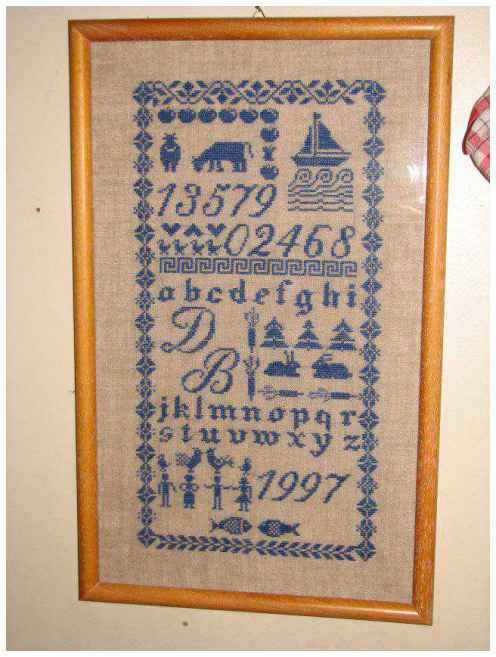 13579
02468
abcdefghi
D
B
jklmnopqr
stuvwxyz
1997